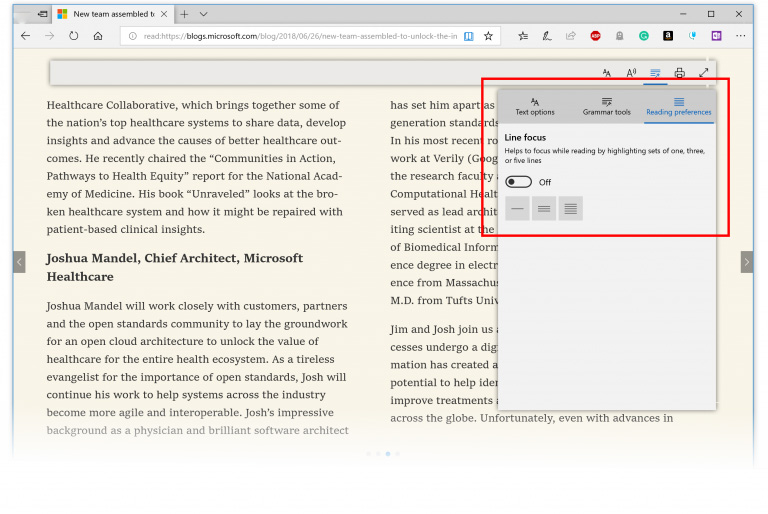 New team assembled to
read:https://blogs.microsoft.com/blog/2018/06/26/new-team-assembled-to-unlock-the-in
ABP
Text options
Grammar tools
Reading preferences
Line focus
Helps to focus while reading by highlighting sets of one, three,
or five lines
Off
Healthcare Collaborative, which brings together some of
the nation’s top healthcare systems to share data, develop
insights and advance the causes of better healthcare out-
comes. He recently chaired the “Communities in Action,
Pathways to Health Equity” report for the National Acad-
emy of Medicine. His book “Unraveled” looks at the bro-
ken healthcare system and how it might be repaired with
patient-based clinical insights.
Joshua Mandel, Chief Architect, Microsoft
Healthcare
Joshua Mandel will work closely with customers, partners
and the open standards community to lay the groundwork
for an open cloud architecture to unlock the value of
healthcare for the entire health ecosystem. As a tireless
evangelist for the importance of open standards, Josh will
continue his work to help systems across the industry
become more agile and interoperable. Josh’s impressive
background as a physician and brilliant software architect
has set him apart as
generation standards
In his most recent ro
work at Verily (Goog
the research faculty
Computational Healt
served as lead archit
iting scientist at the
of Biomedical Inform
ence degree in electr
ence from Massachus
M.D. from Tufts Univ
Jim and Josh join us
cesses undergo a dig
mation has created a
potential to help iden
improve treatments
across the globe. Unfortunately, even with advances in